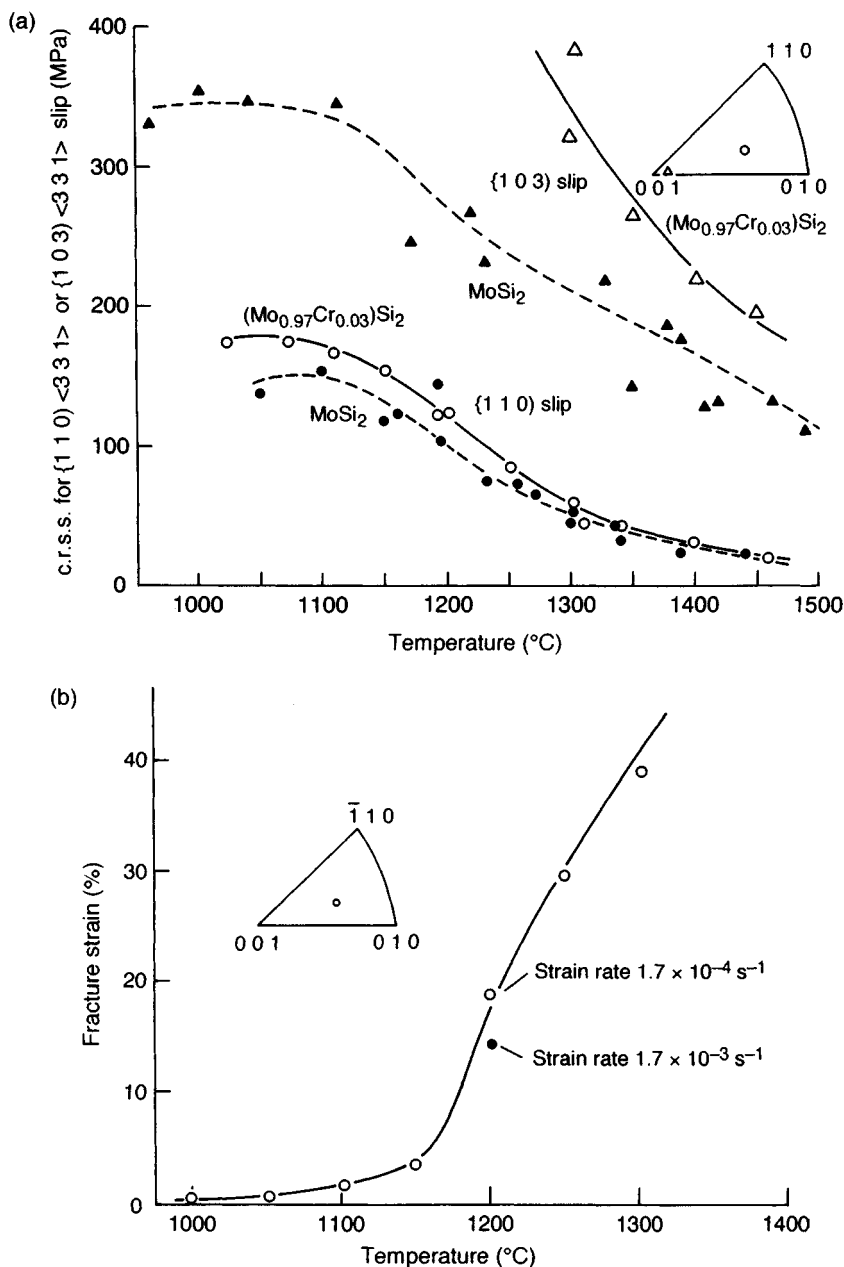 (a)
c.r.s.s. for {1 1 0) <3 3 1> or {1 0 3) <3 3 1> slip (MPa)
400
300
200
100
0
1 1 0
0 0 1
0 1 0
{1 0 3) slip
(Mo0.97Cr0.03)Si2
MoSi2
(Mo0.97Cr0.03)Si2
{1 1 0) slip
MoSi2
1000
1100
1200
1300
1400
1500
Temperature (°C)
(b)
Fracture strain (%)
40
30
20
10
0
1̅ 1 0
0 0 1
0 1 0
Strain rate 1.7 × 10⁻⁴ s⁻¹
Strain rate 1.7 × 10⁻³ s⁻¹
1000
1100
1200
1300
1400
Temperature (°C)